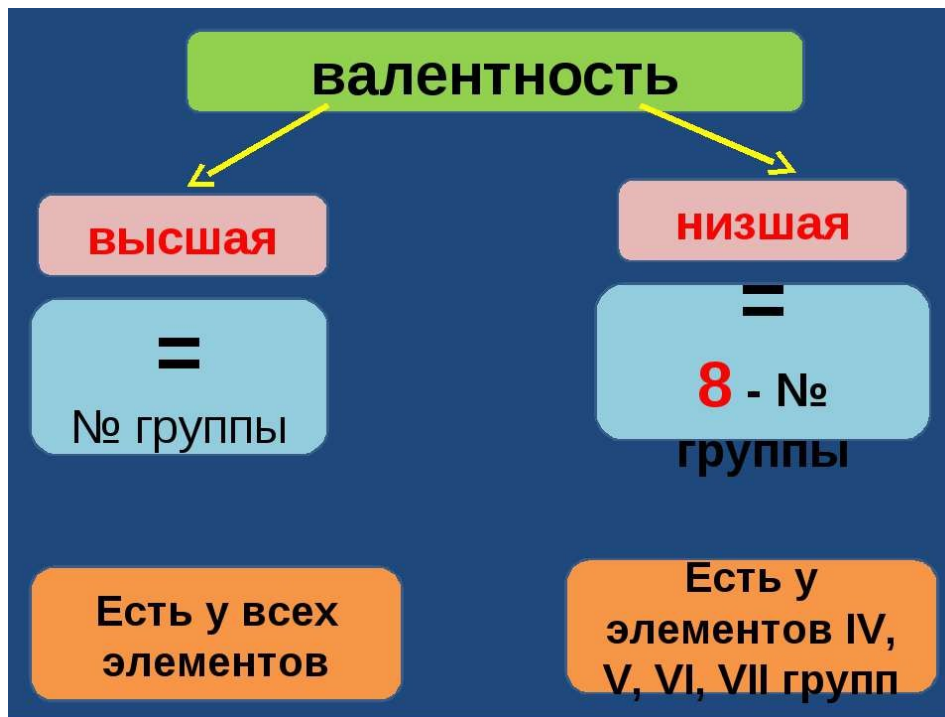 валентность
высшая
=
№ группы
Есть у всех
элементов
низшая
=
8 - №
группы
Есть у
элементов IV,
V, VI, VII групп